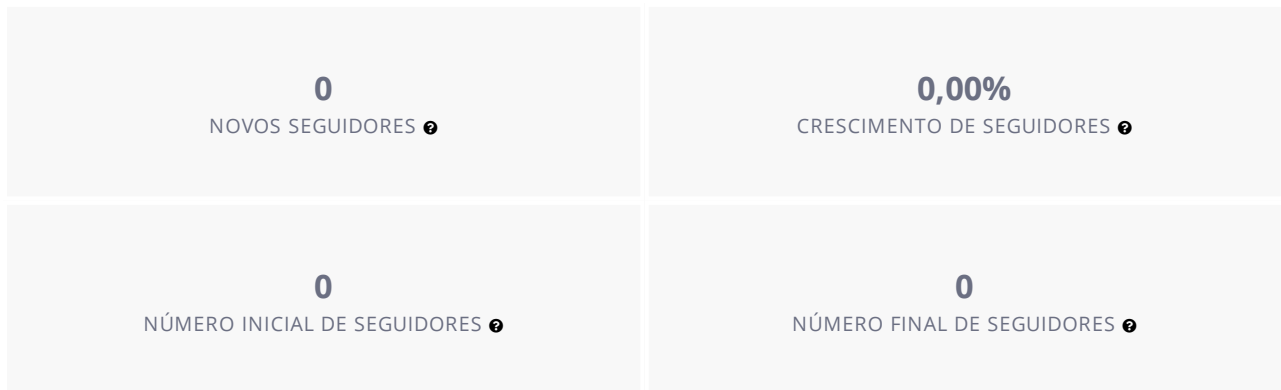 0
NOVOS SEGUIDORES
0,00%
CRESCIMENTO DE SEGUIDORES
0
NÚMERO INICIAL DE SEGUIDORES
0
NÚMERO FINAL DE SEGUIDORES